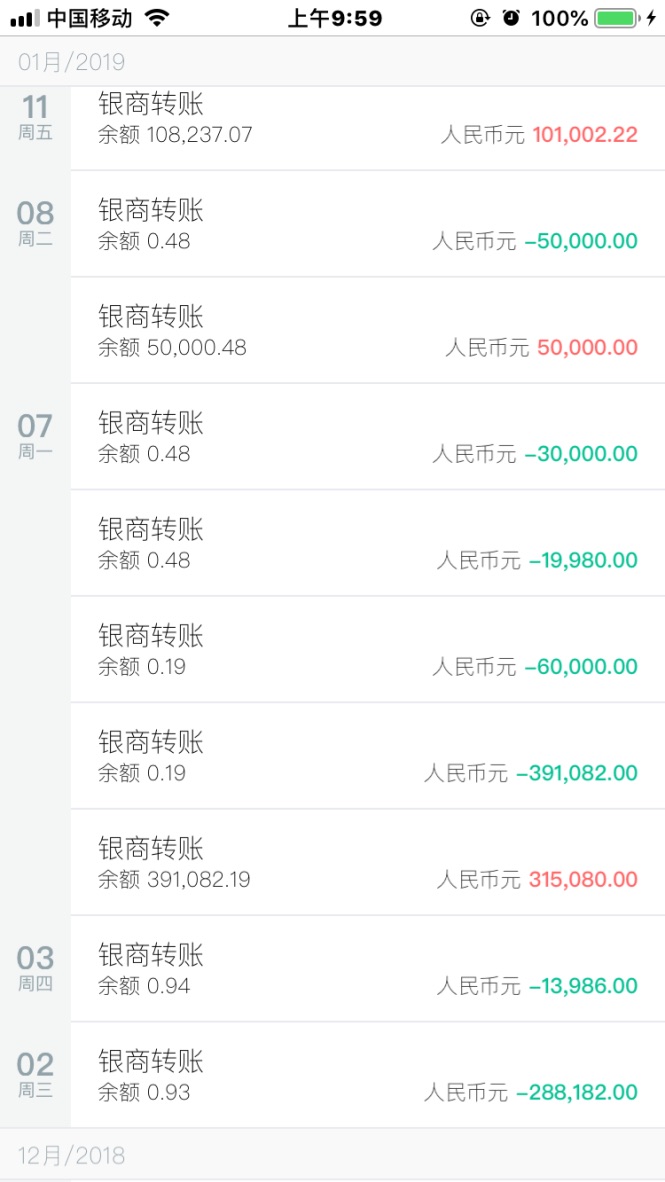 中国移动 上午9:59 100%
01月/2019
11 银商转账
周五 余额 108,237.07 人民币元 101,002.22
08 银商转账
周二 余额 0.48 人民币元 -50,000.00
银商转账
余额 50,000.48 人民币元 50,000.00
07 银商转账
周一 余额 0.48 人民币元 -30,000.00
银商转账
余额 0.48 人民币元 -19,980.00
银商转账
余额 0.19 人民币元 -60,000.00
银商转账
余额 0.19 人民币元 -391,082.00
银商转账
余额 391,082.19 人民币元 315,080.00
03 银商转账
周四 余额 0.94 人民币元 -13,986.00
02 银商转账
周三 余额 0.93 人民币元 -288,182.00
12月/2018